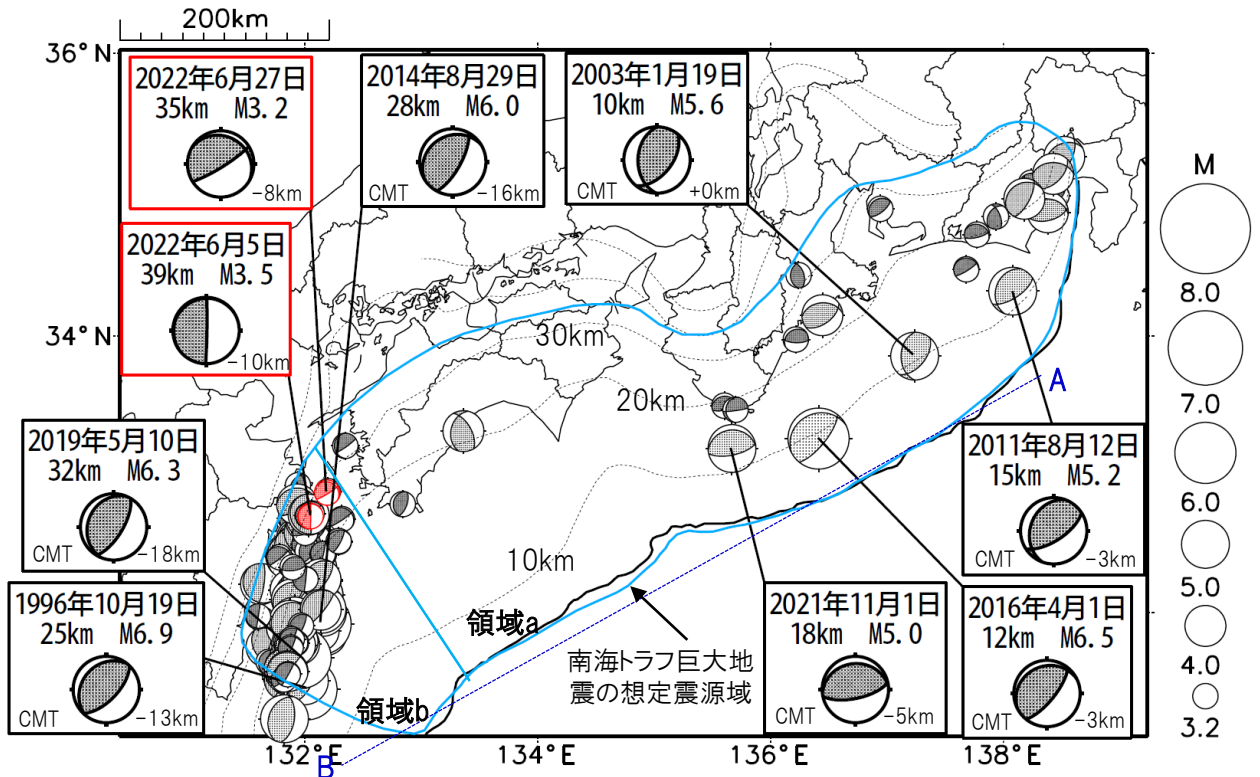 200km
36°N
2022年6月27日
35km M3.2
-8km
2014年8月29日
28km M6.0
CMT
-16km
2003年1月19日
10km M5.6
CMT
+0km
M
2022年6月5日
39km M3.5
-10km
8.0
34°N
30km
7.0
20km
A
2019年5月10日
32km M6.3
CMT
-18km
2011年8月12日
15km M5.2
CMT
-3km
6.0
10km
5.0
1996年10月19日
25km M6.9
CMT
-13km
領域a
南海トラフ巨大地
震の想定震源域
2021年11月1日
18km M5.0
CMT
-5km
2016年4月1日
12km M6.5
CMT
-3km
4.0
領域b
3.2
132°E
B
134°E
136°E
138°E